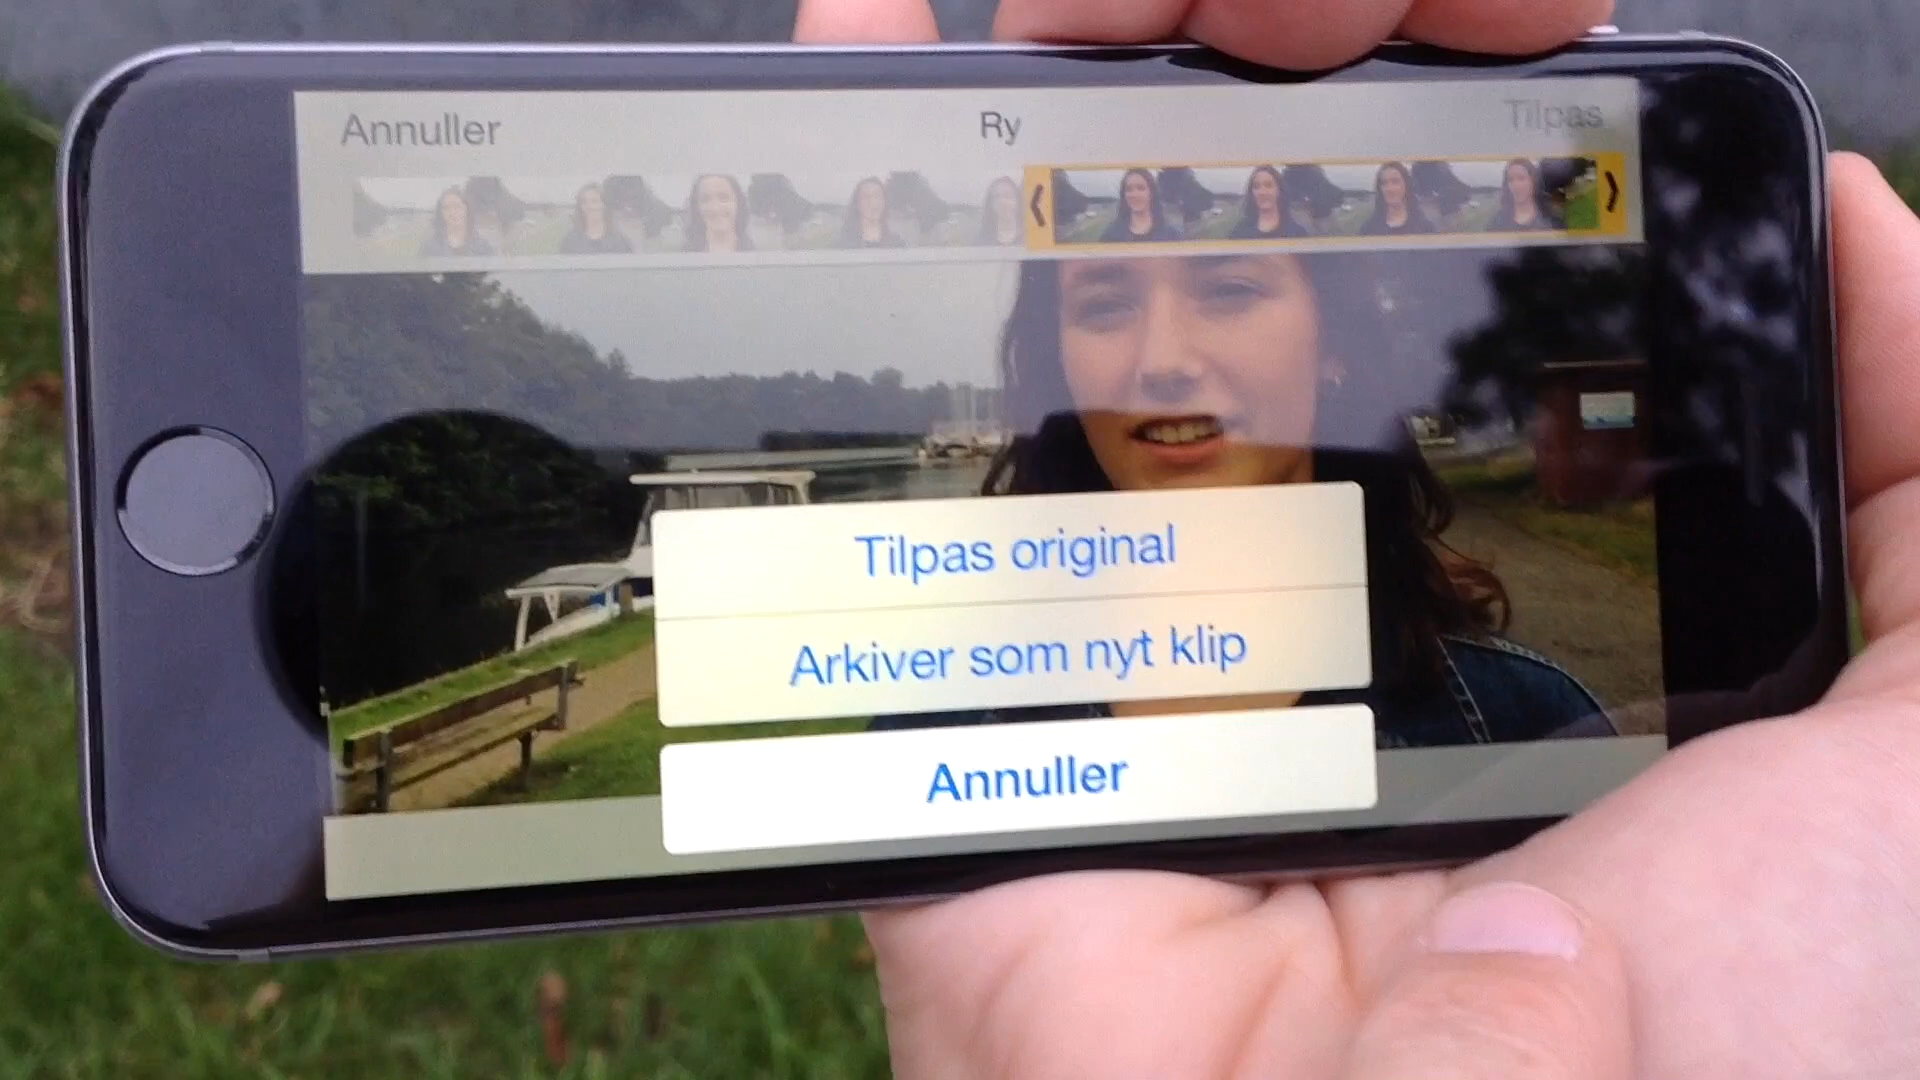 Annuller
Ry
Tilpas
Tilpas original
Arkiver som nyt klip
Annuller